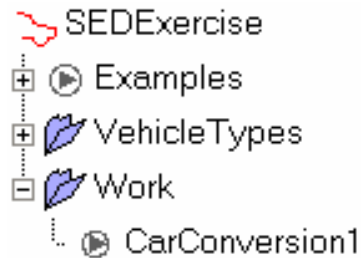 SEDExercise
Examples
VehicleTypes
Work
CarConversion1